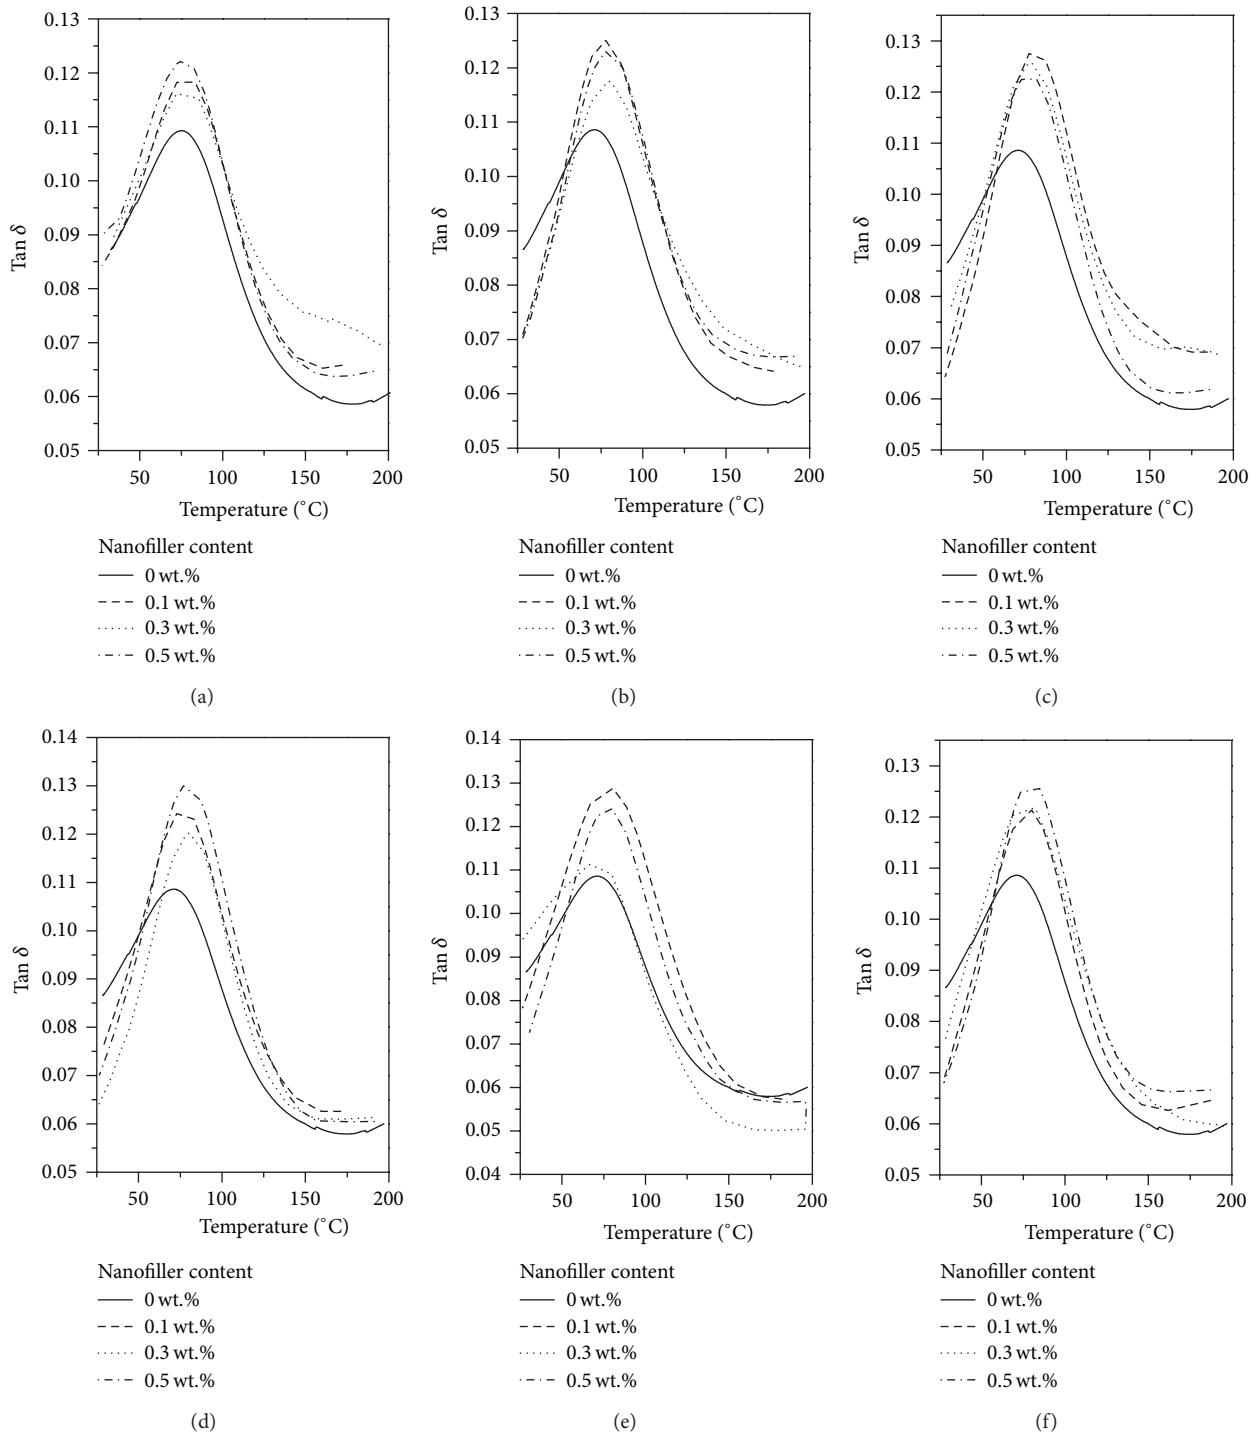 0.13
0.12
0.11
0.10
0.09
0.08
0.07
0.06
0.05
Tan δ
50 100 150 200
Temperature (°C)
Nanofiller content
0 wt.%
0.1 wt.%
0.3 wt.%
0.5 wt.%
(a)
0.13
0.12
0.11
0.10
0.09
0.08
0.07
0.06
0.05
Tan δ
50 100 150 200
Temperature (°C)
Nanofiller content
0 wt.%
0.1 wt.%
0.3 wt.%
0.5 wt.%
(b)
0.13
0.12
0.11
0.10
0.09
0.08
0.07
0.06
0.05
Tan δ
50 100 150 200
Temperature (°C)
Nanofiller content
0 wt.%
0.1 wt.%
0.3 wt.%
0.5 wt.%
(c)
0.14
0.13
0.12
0.11
0.10
0.09
0.08
0.07
0.06
0.05
Tan δ
50 100 150 200
Temperature (°C)
Nanofiller content
0 wt.%
0.1 wt.%
0.3 wt.%
0.5 wt.%
(d)
0.14
0.13
0.12
0.11
0.10
0.09
0.08
0.07
0.06
0.05
0.04
Tan δ
50 100 150 200
Temperature (°C)
Nanofiller content
0 wt.%
0.1 wt.%
0.3 wt.%
0.5 wt.%
(e)
0.13
0.12
0.11
0.10
0.09
0.08
0.07
0.06
0.05
Tan δ
50 100 150 200
Temperature (°C)
Nanofiller content
0 wt.%
0.1 wt.%
0.3 wt.%
0.5 wt.%
(f)